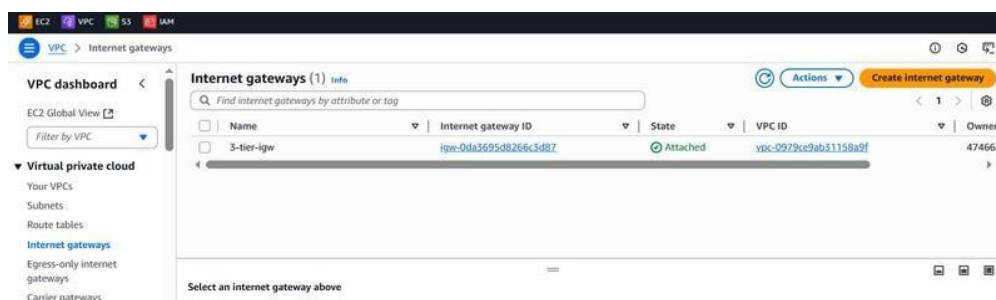 EC2 VPC S3 IAM
VPC > Internet gateways
VPC dashboard <
EC2 Global View
Filter by VPC
Virtual private cloud
Your VPCs
Subnets
Route tables
Internet gateways
Egress-only internet
gateways
Carrier gateways
Internet gateways (1) Info
Actions
Create internet gateway
Find internet gateways by attribute or tag
< 1 >
Name Internet gateway ID State VPC ID Owner
3-tier-igw igw-0da3695d8266c3d87 Attached vpc-0979ce9ab31158a9f 47466
Select an internet gateway above